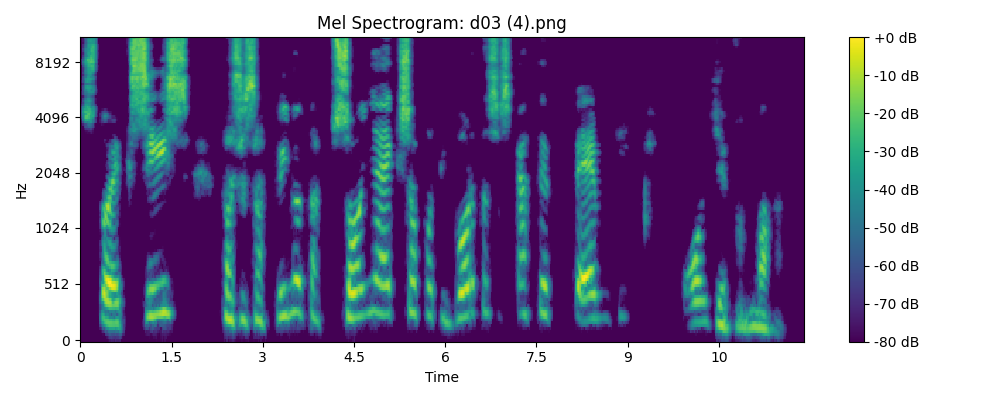 Mel Spectrogram: d03 (4).png
Hz
8192
4096
2048
1024
512
0
0 1.5 3 4.5 6 7.5 9 10
Time
+0 dB
-10 dB
-20 dB
-30 dB
-40 dB
-50 dB
-60 dB
-70 dB
-80 dB